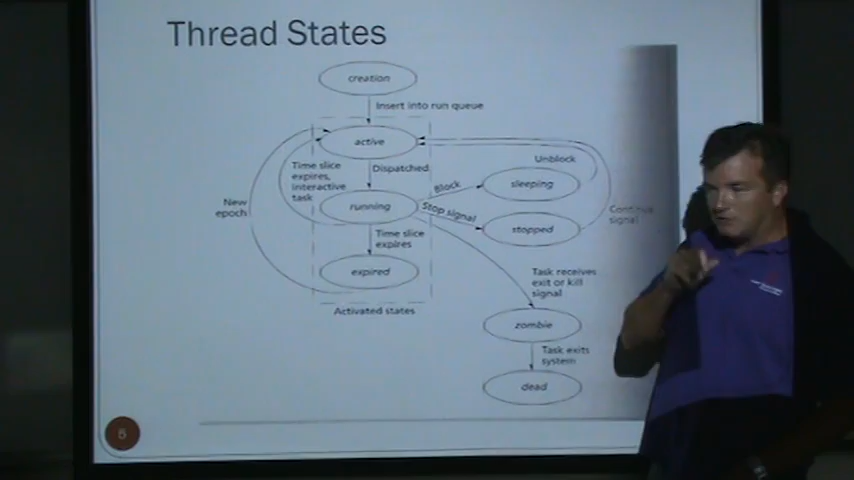 Thread States
creation
Insert into run queue
active
Time slice
expires,
interactive
task
Dispatched
Unblock
Block
sleeping
New
epoch
running
Stop signal
Continue
signal
stopped
Time slice
expires
expired
Task receives
exit or kill
signal
Activated states
zombie
Task exits
system
dead
5